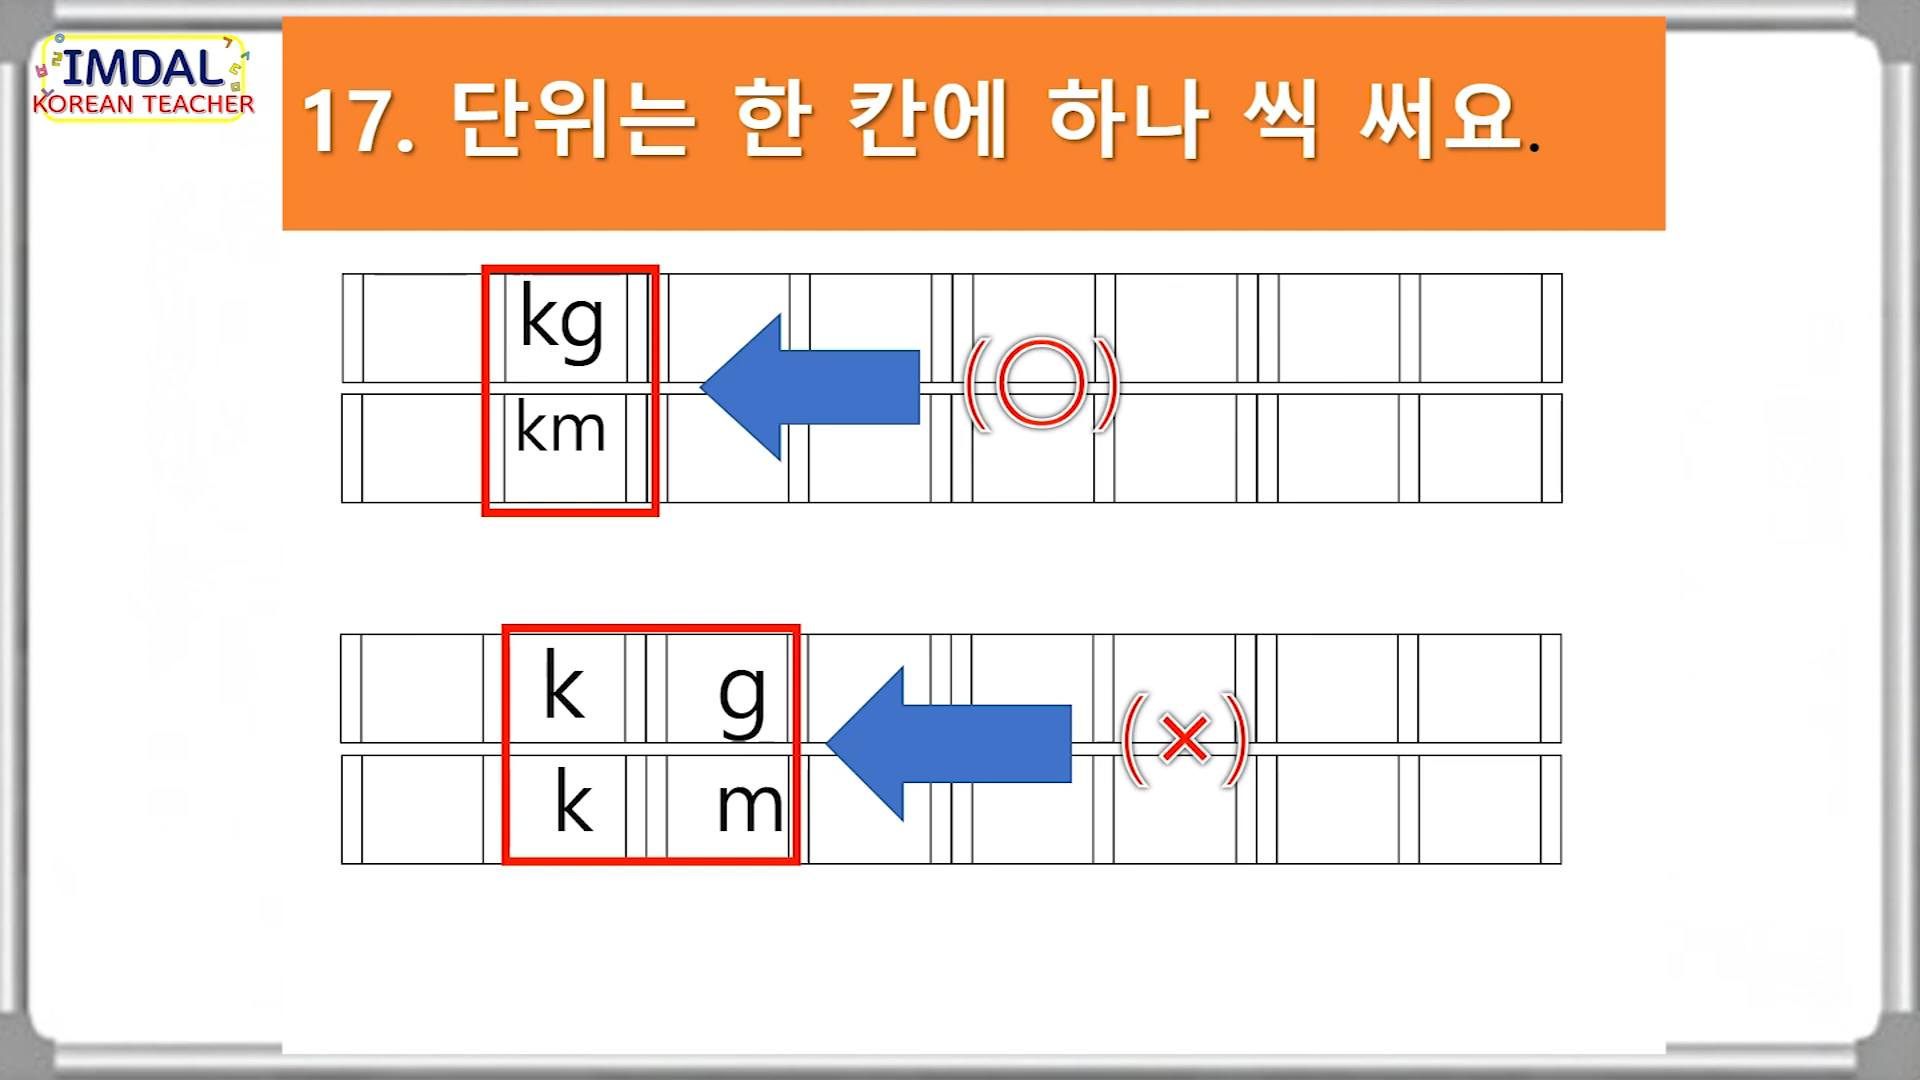 IMDAL
KOREAN TEACHER
17. 단위는 한 칸에 하나 씩 써요.
kg
km
(○)
k g
k m
(×)